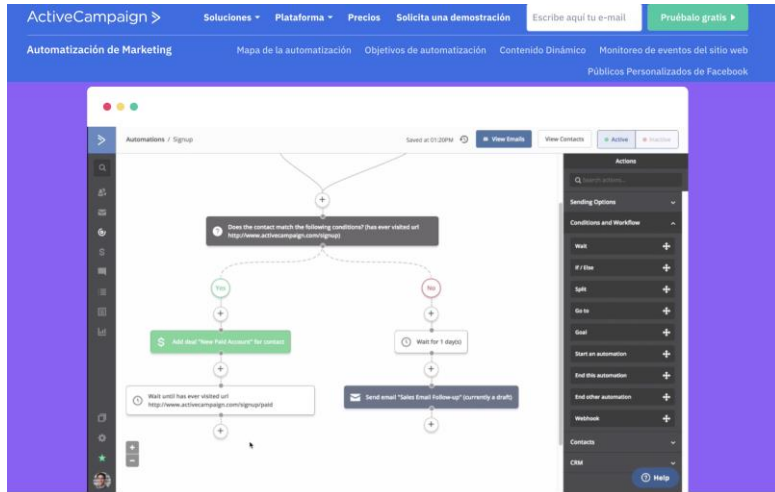 ActiveCampaign >
Soluciones
Plataforma
Precios
Solicita una demostración
Escribe aquí tu e-mail
Pruébalo gratis
Automatización de Marketing
Mapa de la automatización
Objetivos de automatización
Contenido Dinámico
Monitoreo de eventos del sitio web
Públicos Personalizados de Facebook
Automations / Signup
Saved at 01:20PM
View Emails
View Contacts
Active
Inactive
Actions
Search actions...
Sending Options
Conditions and Workflow
Wait
If / Else
Split
Go to
Goal
Start an automation
End this automation
End other automation
Webhook
Contacts
CRM
Help
Does the contact match the following conditions? (has ever visited url
http://www.activecampaign.com/signup)
Yes
No
Add deal "New Paid Account" for contact
Wait for 1 day(s)
Wait until has ever visited url
http://www.activecampaign.com/signup/paid
Send email "Sales Email Follow-up" (currently a draft)